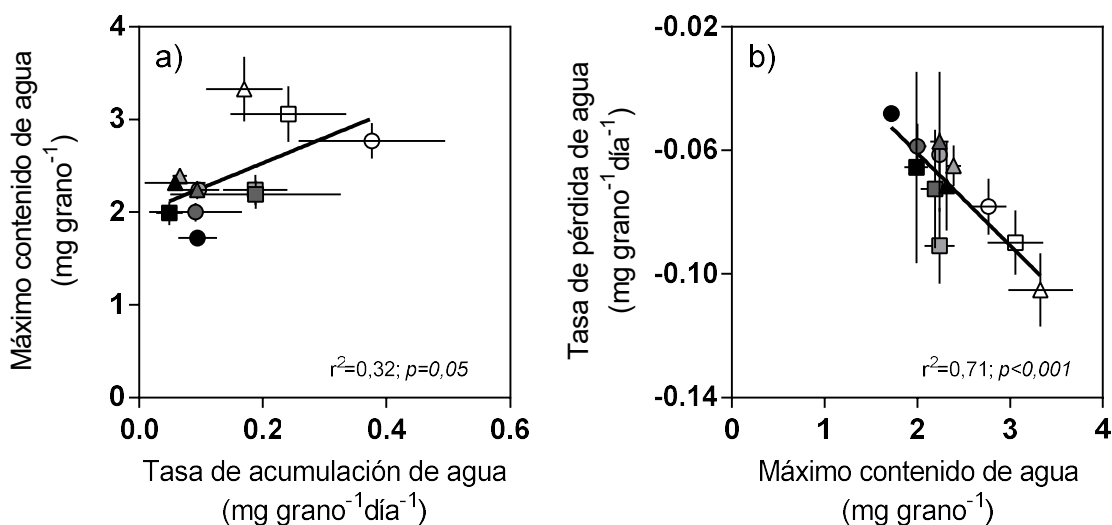 a)
Máximo contenido de agua
(mg grano⁻¹)
4
3
2
1
0
0.0
0.2
0.4
0.6
r²=0,32; p=0,05
Tasa de acumulación de agua
(mg grano⁻¹día⁻¹)
b)
Tasa de pérdida de agua
(mg grano⁻¹día⁻¹)
-0.02
-0.06
-0.10
-0.14
0
1
2
3
4
r²=0,71; p<0,001
Máximo contenido de agua
(mg grano⁻¹)